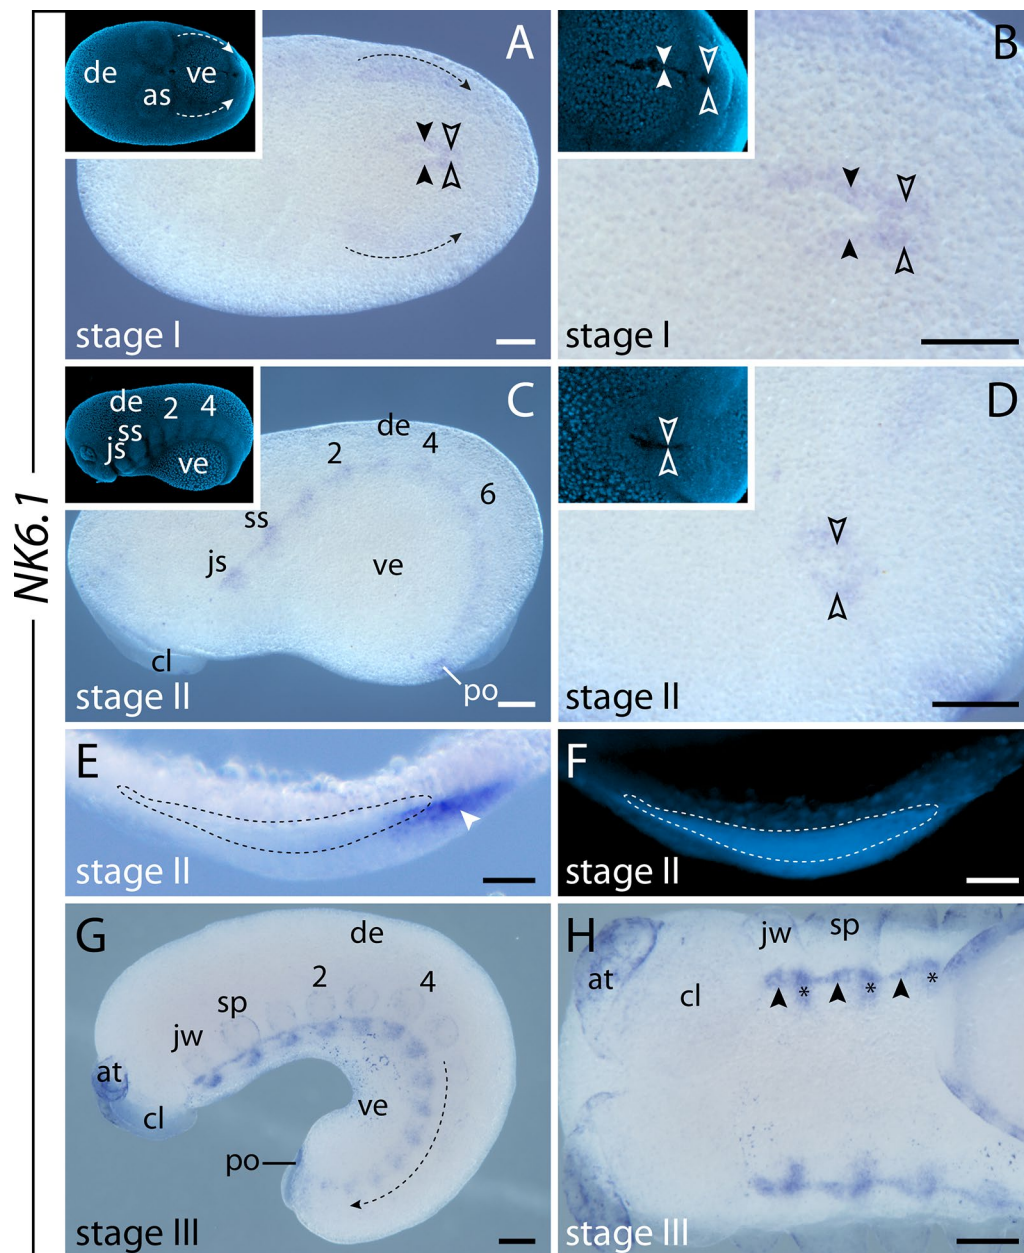 NK6.1
A
de
ve
as
stage I
B
stage I
C
de
2
4
ss
js
ve
de
2
4
6
ss
js
ve
cl
po
stage II
D
stage II
E
stage II
F
stage II
G
de
2
4
sp
jw
at
cl
ve
po
stage III
H
jw
sp
at
cl
*
*
*
stage III